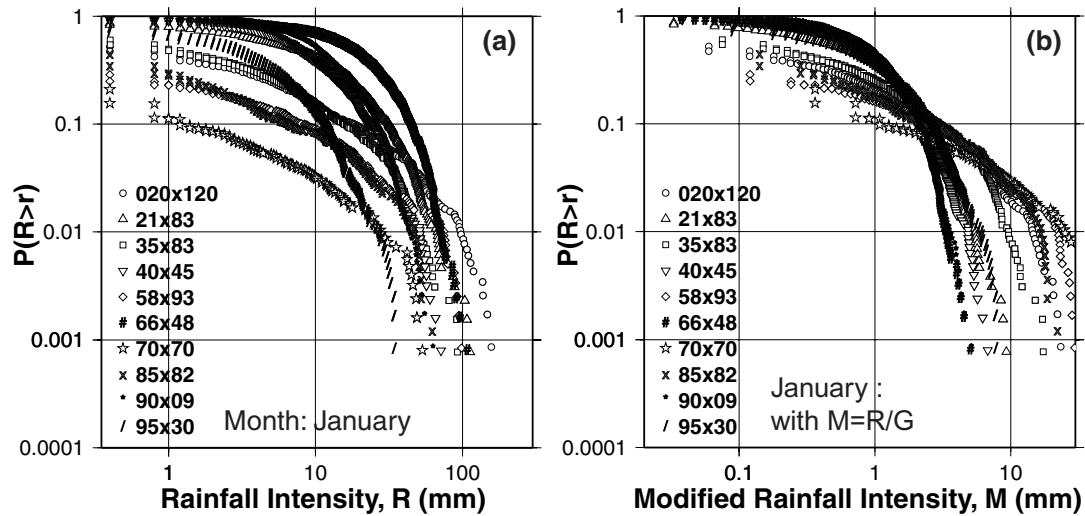 1
0.1
0.01
0.001
0.0001
P(R>r)
(a)
020x120
21x83
35x83
40x45
58x93
66x48
70x70
85x82
90x09
95x30
Month: January
1
10
100
Rainfall Intensity, R (mm)
1
0.1
0.01
0.001
0.0001
P(R>r)
(b)
020x120
21x83
35x83
40x45
58x93
66x48
70x70
85x82
90x09
95x30
January :
with M=R/G
0.1
1
10
Modified Rainfall Intensity, M (mm)